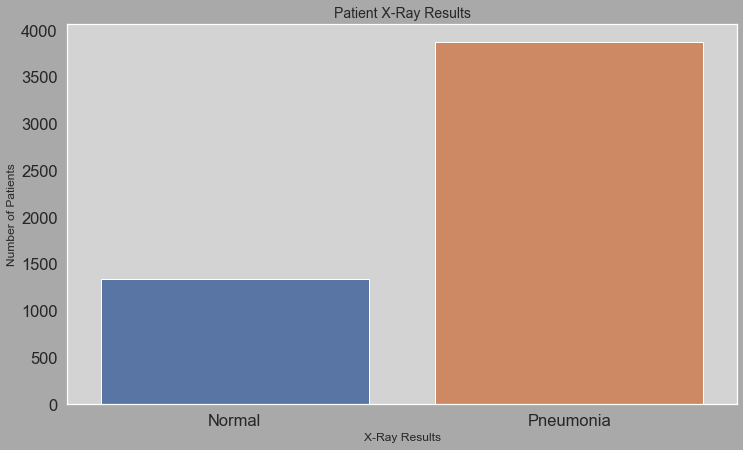 Patient X-Ray Results
4000
3500
3000
2500
2000
1500
1000
500
0
Number of Patients
Normal
Pneumonia
X-Ray Results